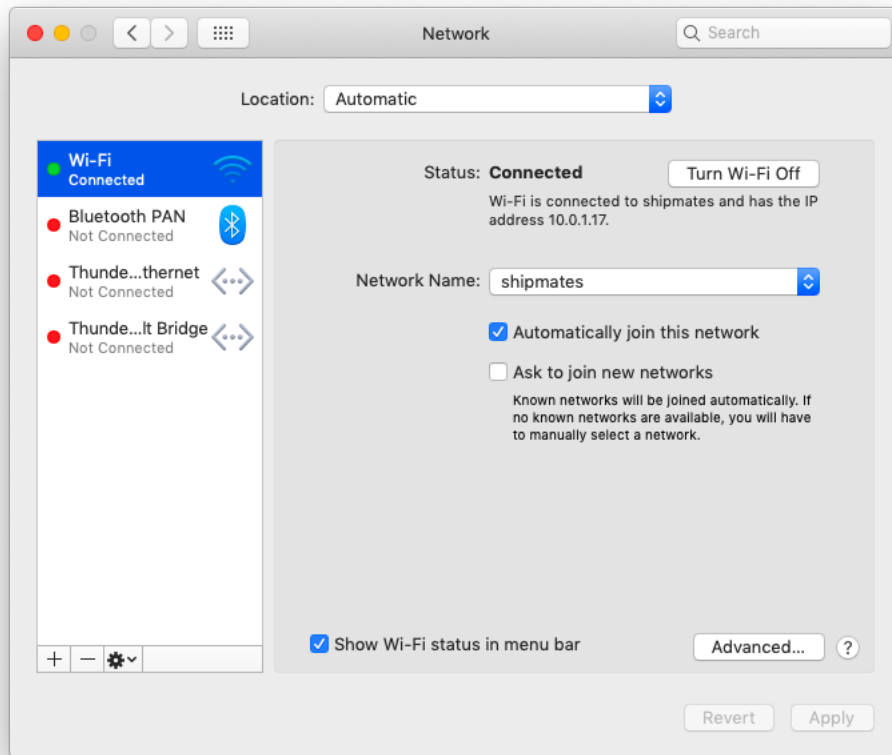 Network
Search
Location: Automatic
Wi-Fi
Connected
Bluetooth PAN
Not Connected
Thunde...thernet
Not Connected
Thunde...lt Bridge
Not Connected
Status: Connected
Turn Wi-Fi Off
Wi-Fi is connected to shipmates and has the IP
address 10.0.1.17.
Network Name: shipmates
Automatically join this network
Ask to join new networks
Known networks will be joined automatically. If
no known networks are available, you will have
to manually select a network.
Show Wi-Fi status in menu bar
Advanced...
?
Revert
Apply